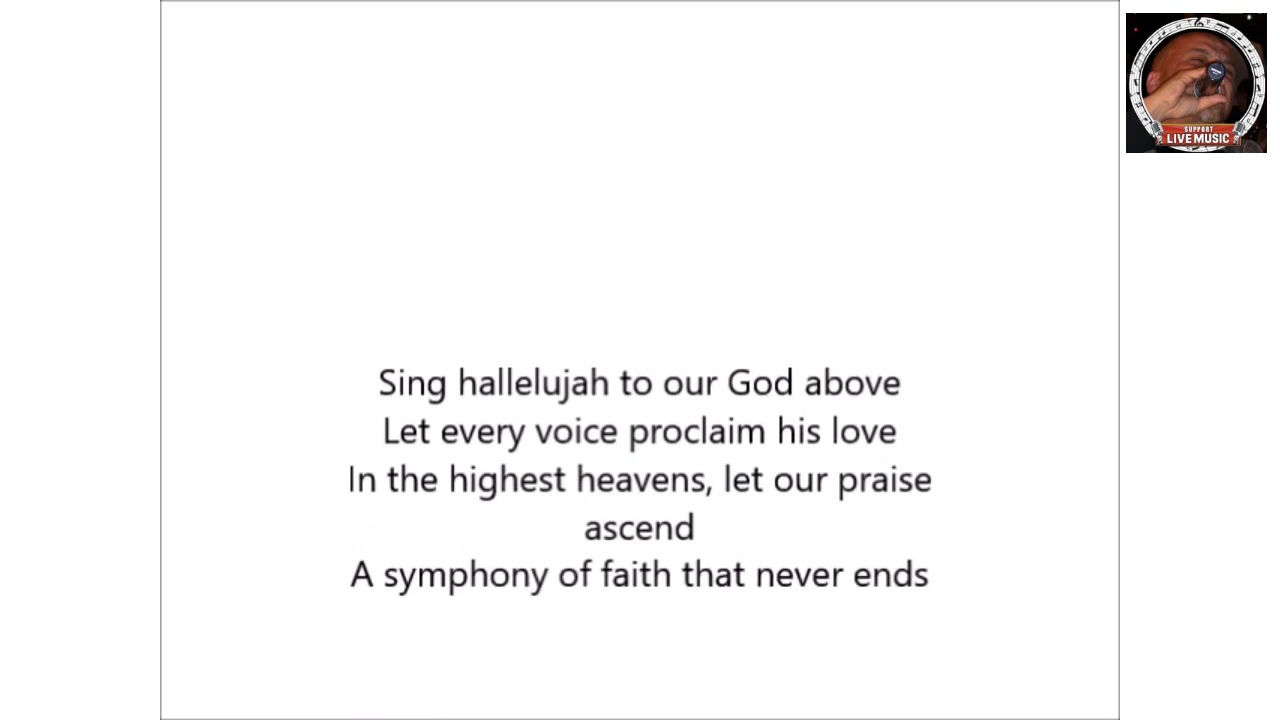 Sing hallelujah to our God above
Let every voice proclaim his love
In the highest heavens, let our praise
ascend
A symphony of faith that never ends
SUPPORT
LIVE MUSIC